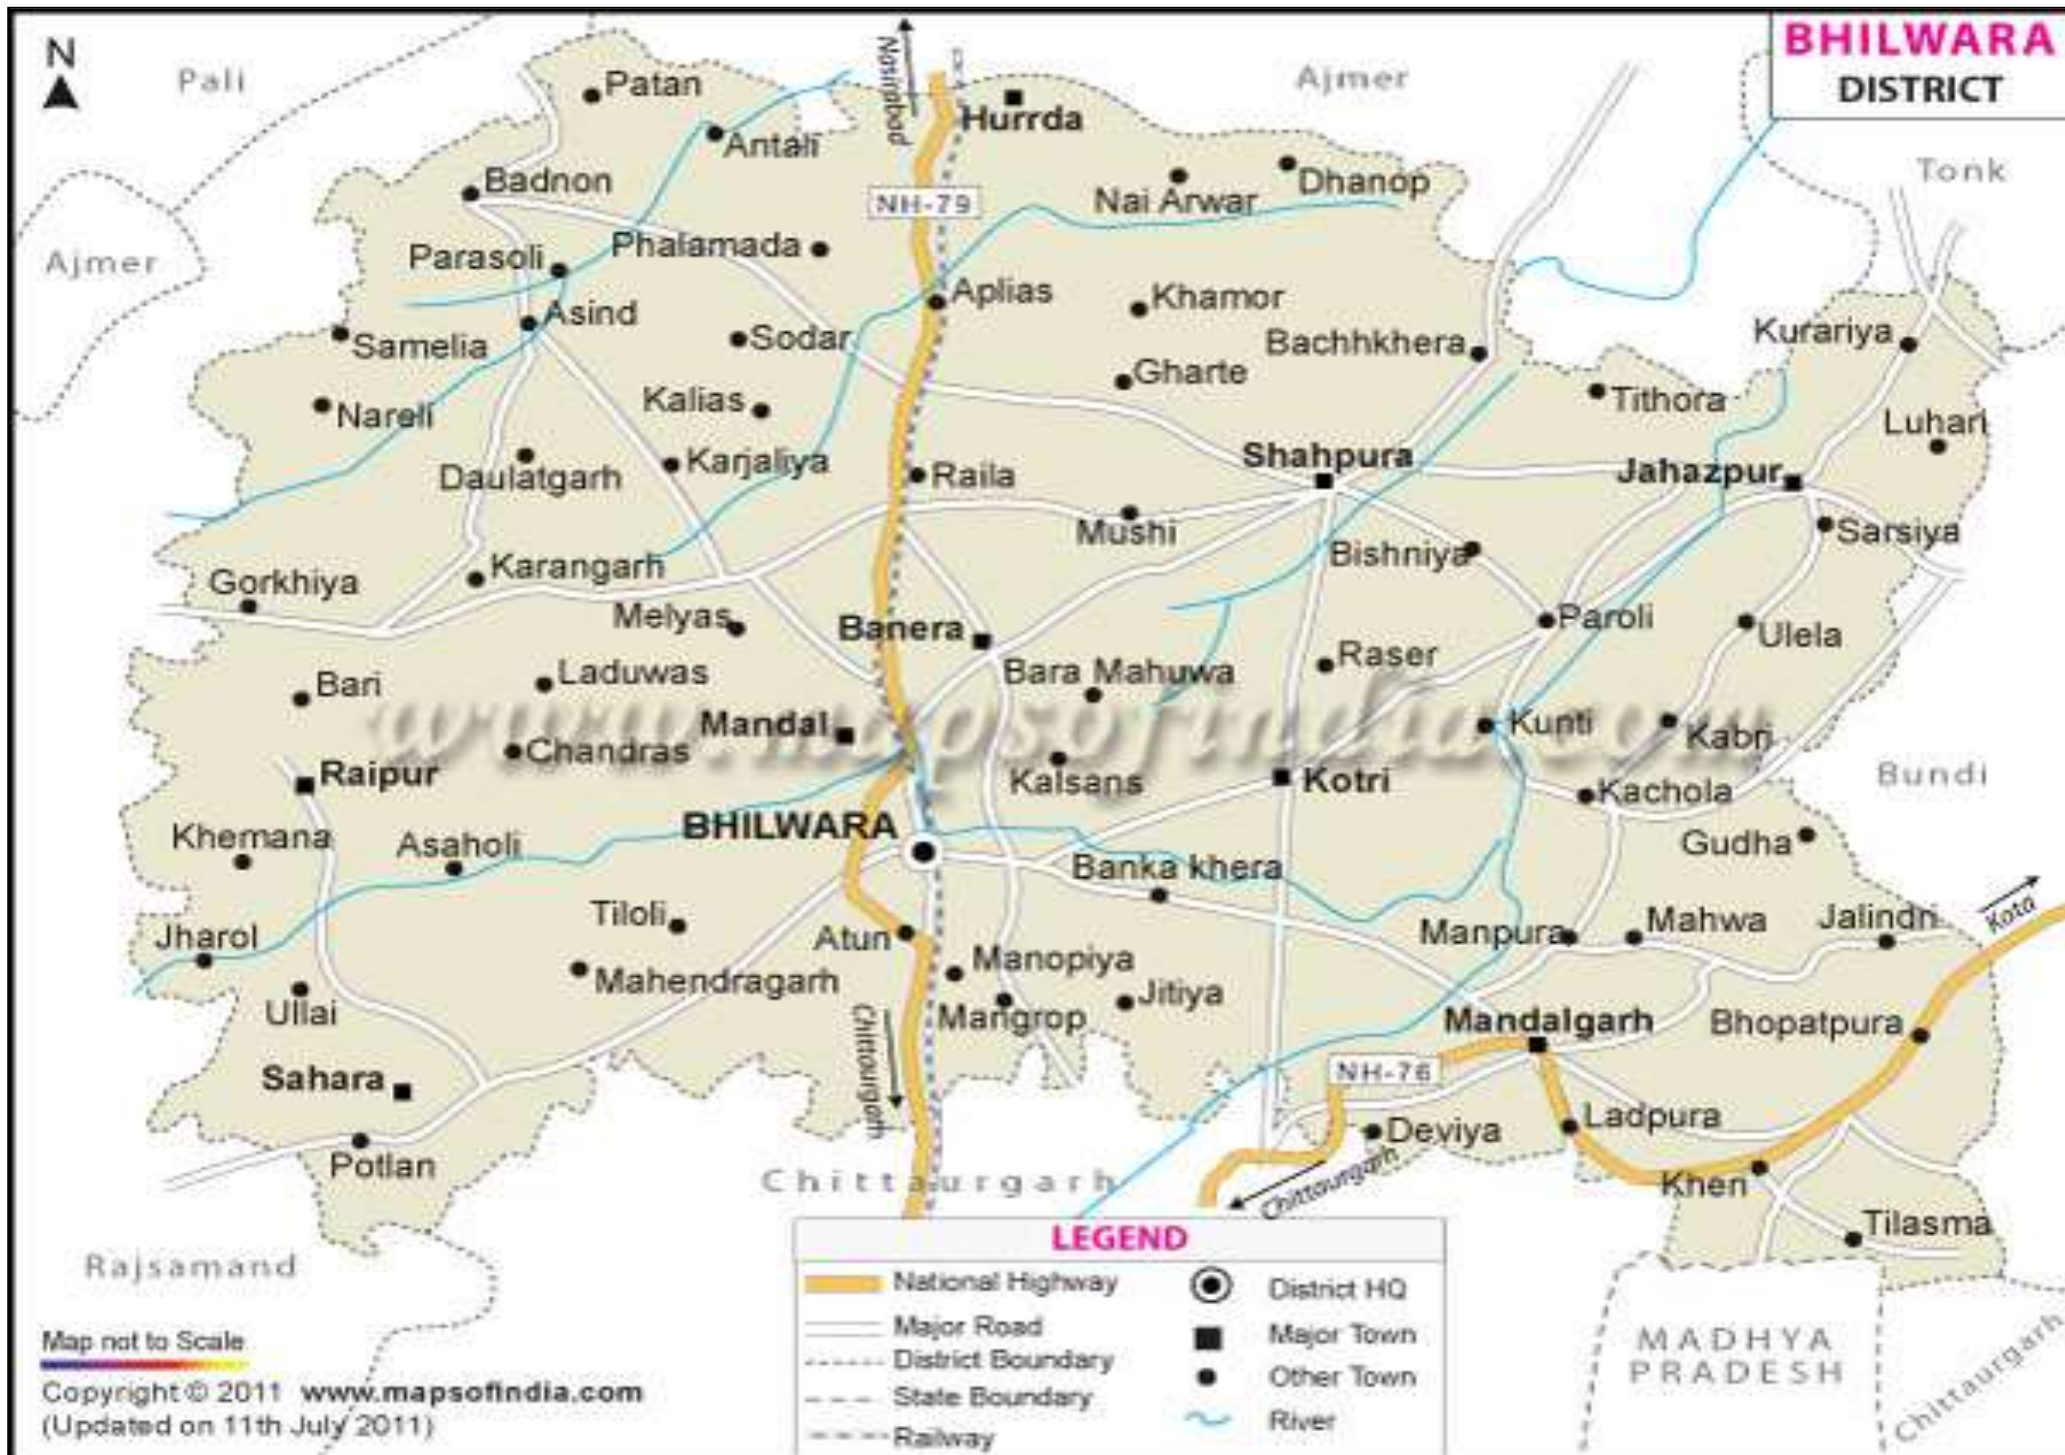 BHILWARA
DISTRICT
N
Pali
Ajmer
Ajmer
Tonk
Nasirabad
Patan
Antali
Hurrda
Badnon
NH-79
Nai Arwar
Dhanop
Parasoli
Phalamada
Asind
Aplias
Khamor
Samelia
Sodar
Bachhkhera
Kurariya
Gharte
Nareli
Kalias
Tithora
Luhari
Daulatgarh
Karjaliya
Raila
Shahpura
Jahazpur
Mushi
Sarsiya
Gorkhiya
Karangarh
Bishniya
Melyas
Banera
Paroli
Ulela
Bari
Laduwas
Bara Mahuwa
Raser
www.mapsofindia.com
Mandal
Kunti
Kabri
Raipur
Chandras
Kalsans
Kotri
Kachola
Bundi
Khemana
Asaholi
BHILWARA
Banka khera
Gudha
Jharol
Tiloli
Atun
Manpura
Mahwa
Jalindri
Kota
Ullai
Mahendragarh
Manopiya
Mangrop
Jitiya
Mandalgarh
Bhopatpura
Sahara
NH-76
Potlan
Deviya
Ladpura
Khen
Tilasma
Chittaurgarh
Chittaurgarh
Rajsamand
LEGEND
National Highway
Major Road
District Boundary
State Boundary
Railway
District HQ
Major Town
Other Town
River
MADHYA
PRADESH
Chittaurgarh
Map not to Scale
Copyright © 2011 www.mapsofindia.com
(Updated on 11th July 2011)